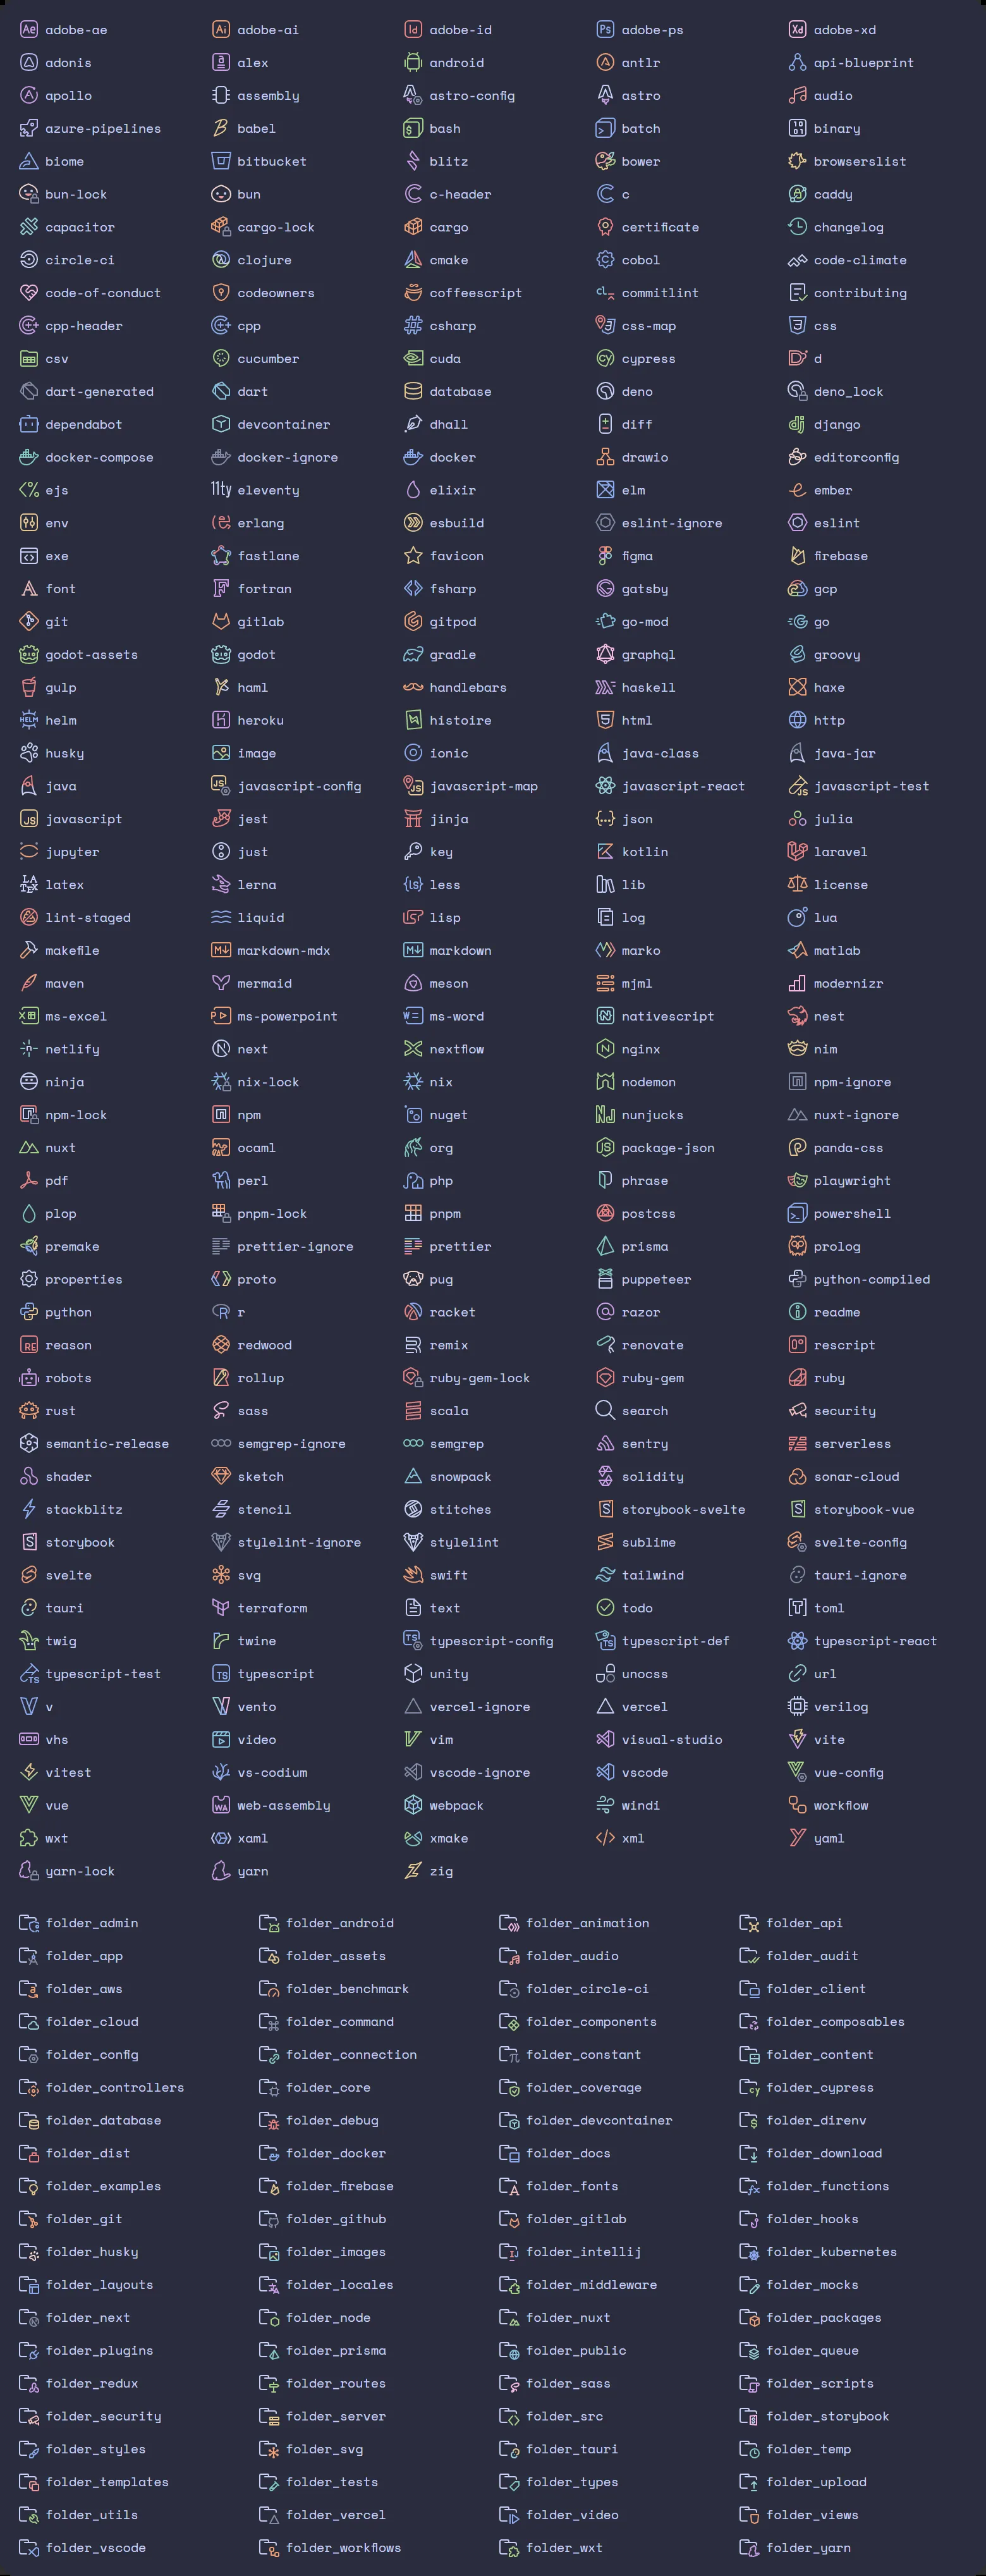 adobe-ae adobe-ai adobe-id adobe-ps adobe-xd
adonis alex android antlr api-blueprint
apollo assembly astro-config astro audio
azure-pipelines babel bash batch binary
biome bitbucket blitz bower browserslist
bun-lock bun c-header c caddy
capacitor cargo-lock cargo certificate changelog
circle-ci clojure cmake cobol code-climate
code-of-conduct codeowners coffeescript commitlint contributing
cpp-header cpp csharp css-map css
csv cucumber cuda cypress d
dart-generated dart database deno deno_lock
dependabot devcontainer dhall diff django
docker-compose docker-ignore docker drawio editorconfig
ejs eleventy elixir elm ember
env erlang esbuild eslint-ignore eslint
exe fastlane favicon figma firebase
font fortran fsharp gatsby gcp
git gitlab gitpod go-mod go
godot-assets godot gradle graphql groovy
gulp haml handlebars haskell haxe
helm heroku histoire html http
husky image ionic java-class java-jar
java javascript-config javascript-map javascript-react javascript-test
javascript jest jinja json julia
jupyter just key kotlin laravel
latex lerna less lib license
lint-staged liquid lisp log lua
makefile markdown-mdx markdown marko matlab
maven mermaid meson mjml modernizr
ms-excel ms-powerpoint ms-word nativescript nest
netlify next nextflow nginx nim
ninja nix-lock nix nodemon npm-ignore
npm-lock npm nuget nunjucks nuxt-ignore
nuxt ocaml org package-json panda-css
pdf perl php phrase playwright
plop pnpm-lock pnpm postcss powershell
premake prettier-ignore prettier prisma prolog
properties proto pug puppeteer python-compiled
python r racket razor readme
reason redwood remix renovate rescript
robots rollup ruby-gem-lock ruby-gem ruby
rust sass scala search security
semantic-release semgrep-ignore semgrep sentry serverless
shader sketch snowpack solidity sonar-cloud
stackblitz stencil stitches storybook-svelte storybook-vue
storybook stylelint-ignore stylelint sublime svelte-config
svelte svg swift tailwind tauri-ignore
tauri terraform text todo toml
twig twine typescript-config typescript-def typescript-react
typescript-test typescript unity unocss url
v vento vercel-ignore vercel verilog
vhs video vim visual-studio vite
vitest vs-codium vscode-ignore vscode vue-config
vue web-assembly webpack windi workflow
wxt xaml xmake xml yaml
yarn-lock yarn zig
folder_admin folder_android folder_animation folder_api
folder_app folder_assets folder_audio folder_audit
folder_aws folder_benchmark folder_circle-ci folder_client
folder_cloud folder_command folder_components folder_composables
folder_config folder_connection folder_constant folder_content
folder_controllers folder_core folder_coverage folder_cypress
folder_database folder_debug folder_devcontainer folder_direnv
folder_dist folder_docker folder_docs folder_download
folder_examples folder_firebase folder_fonts folder_functions
folder_git folder_github folder_gitlab folder_hooks
folder_husky folder_images folder_intellij folder_kubernetes
folder_layouts folder_locales folder_middleware folder_mocks
folder_next folder_node folder_nuxt folder_packages
folder_plugins folder_prisma folder_public folder_queue
folder_redux folder_routes folder_sass folder_scripts
folder_security folder_server folder_src folder_storybook
folder_styles folder_svg folder_tauri folder_temp
folder_templates folder_tests folder_types folder_upload
folder_utils folder_vercel folder_video folder_views
folder_vscode folder_workflows folder_wxt folder_yarn